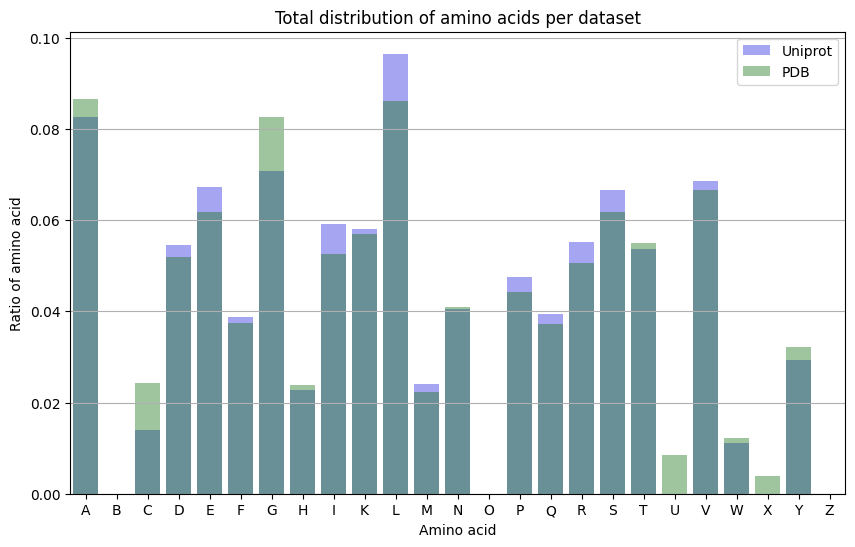 Total distribution of amino acids per dataset
Uniprot
PDB
Ratio of amino acid
0.10
0.08
0.06
0.04
0.02
0.00
A B C D E F G H I K L M N O P Q R S T U V W X Y Z
Amino acid